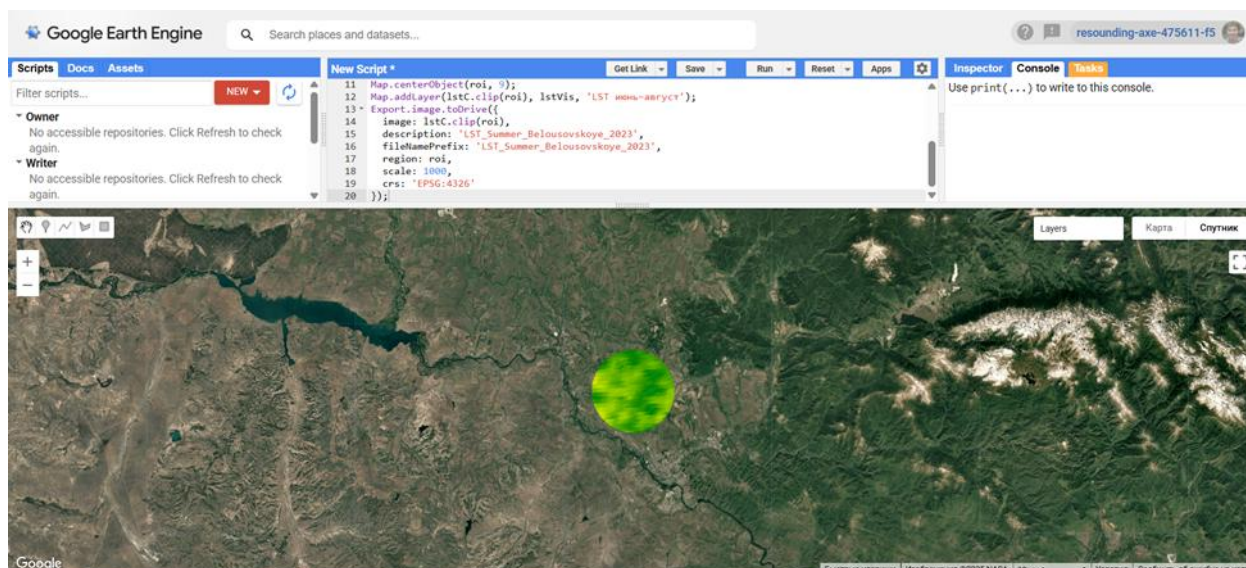 Google Earth Engine
Search places and datasets...
resounding-axe-475611-f5
Scripts Docs Assets
New Script *
Get Link Save Run Reset Apps
Inspector Console Tasks
Filter scripts...
NEW
Owner
No accessible repositories. Click Refresh to check
again.
Writer
No accessible repositories. Click Refresh to check
again.
11 Map.centerObject(roi, 9);
12 Map.addLayer(lstC.clip(roi), lstVis, 'LST июнь-август');
13 Export.image.toDrive({
14 image: lstC.clip(roi),
15 description: 'LST_Summer_Belousovskoye_2023',
16 fileNamePrefix: 'LST_Summer_Belousovskoye_2023',
17 region: roi,
18 scale: 1000,
19 crs: 'EPSG:4326'
20 });
Use print(...) to write to this console.
Layers
Карта Спутник
Google